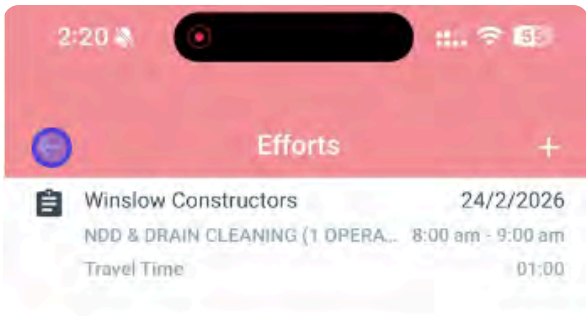 2:20
55
Efforts
+
Winslow Constructors 24/2/2026
NDD & DRAIN CLEANING (1 OPERA... 8:00 am - 9:00 am
Travel Time 01:00